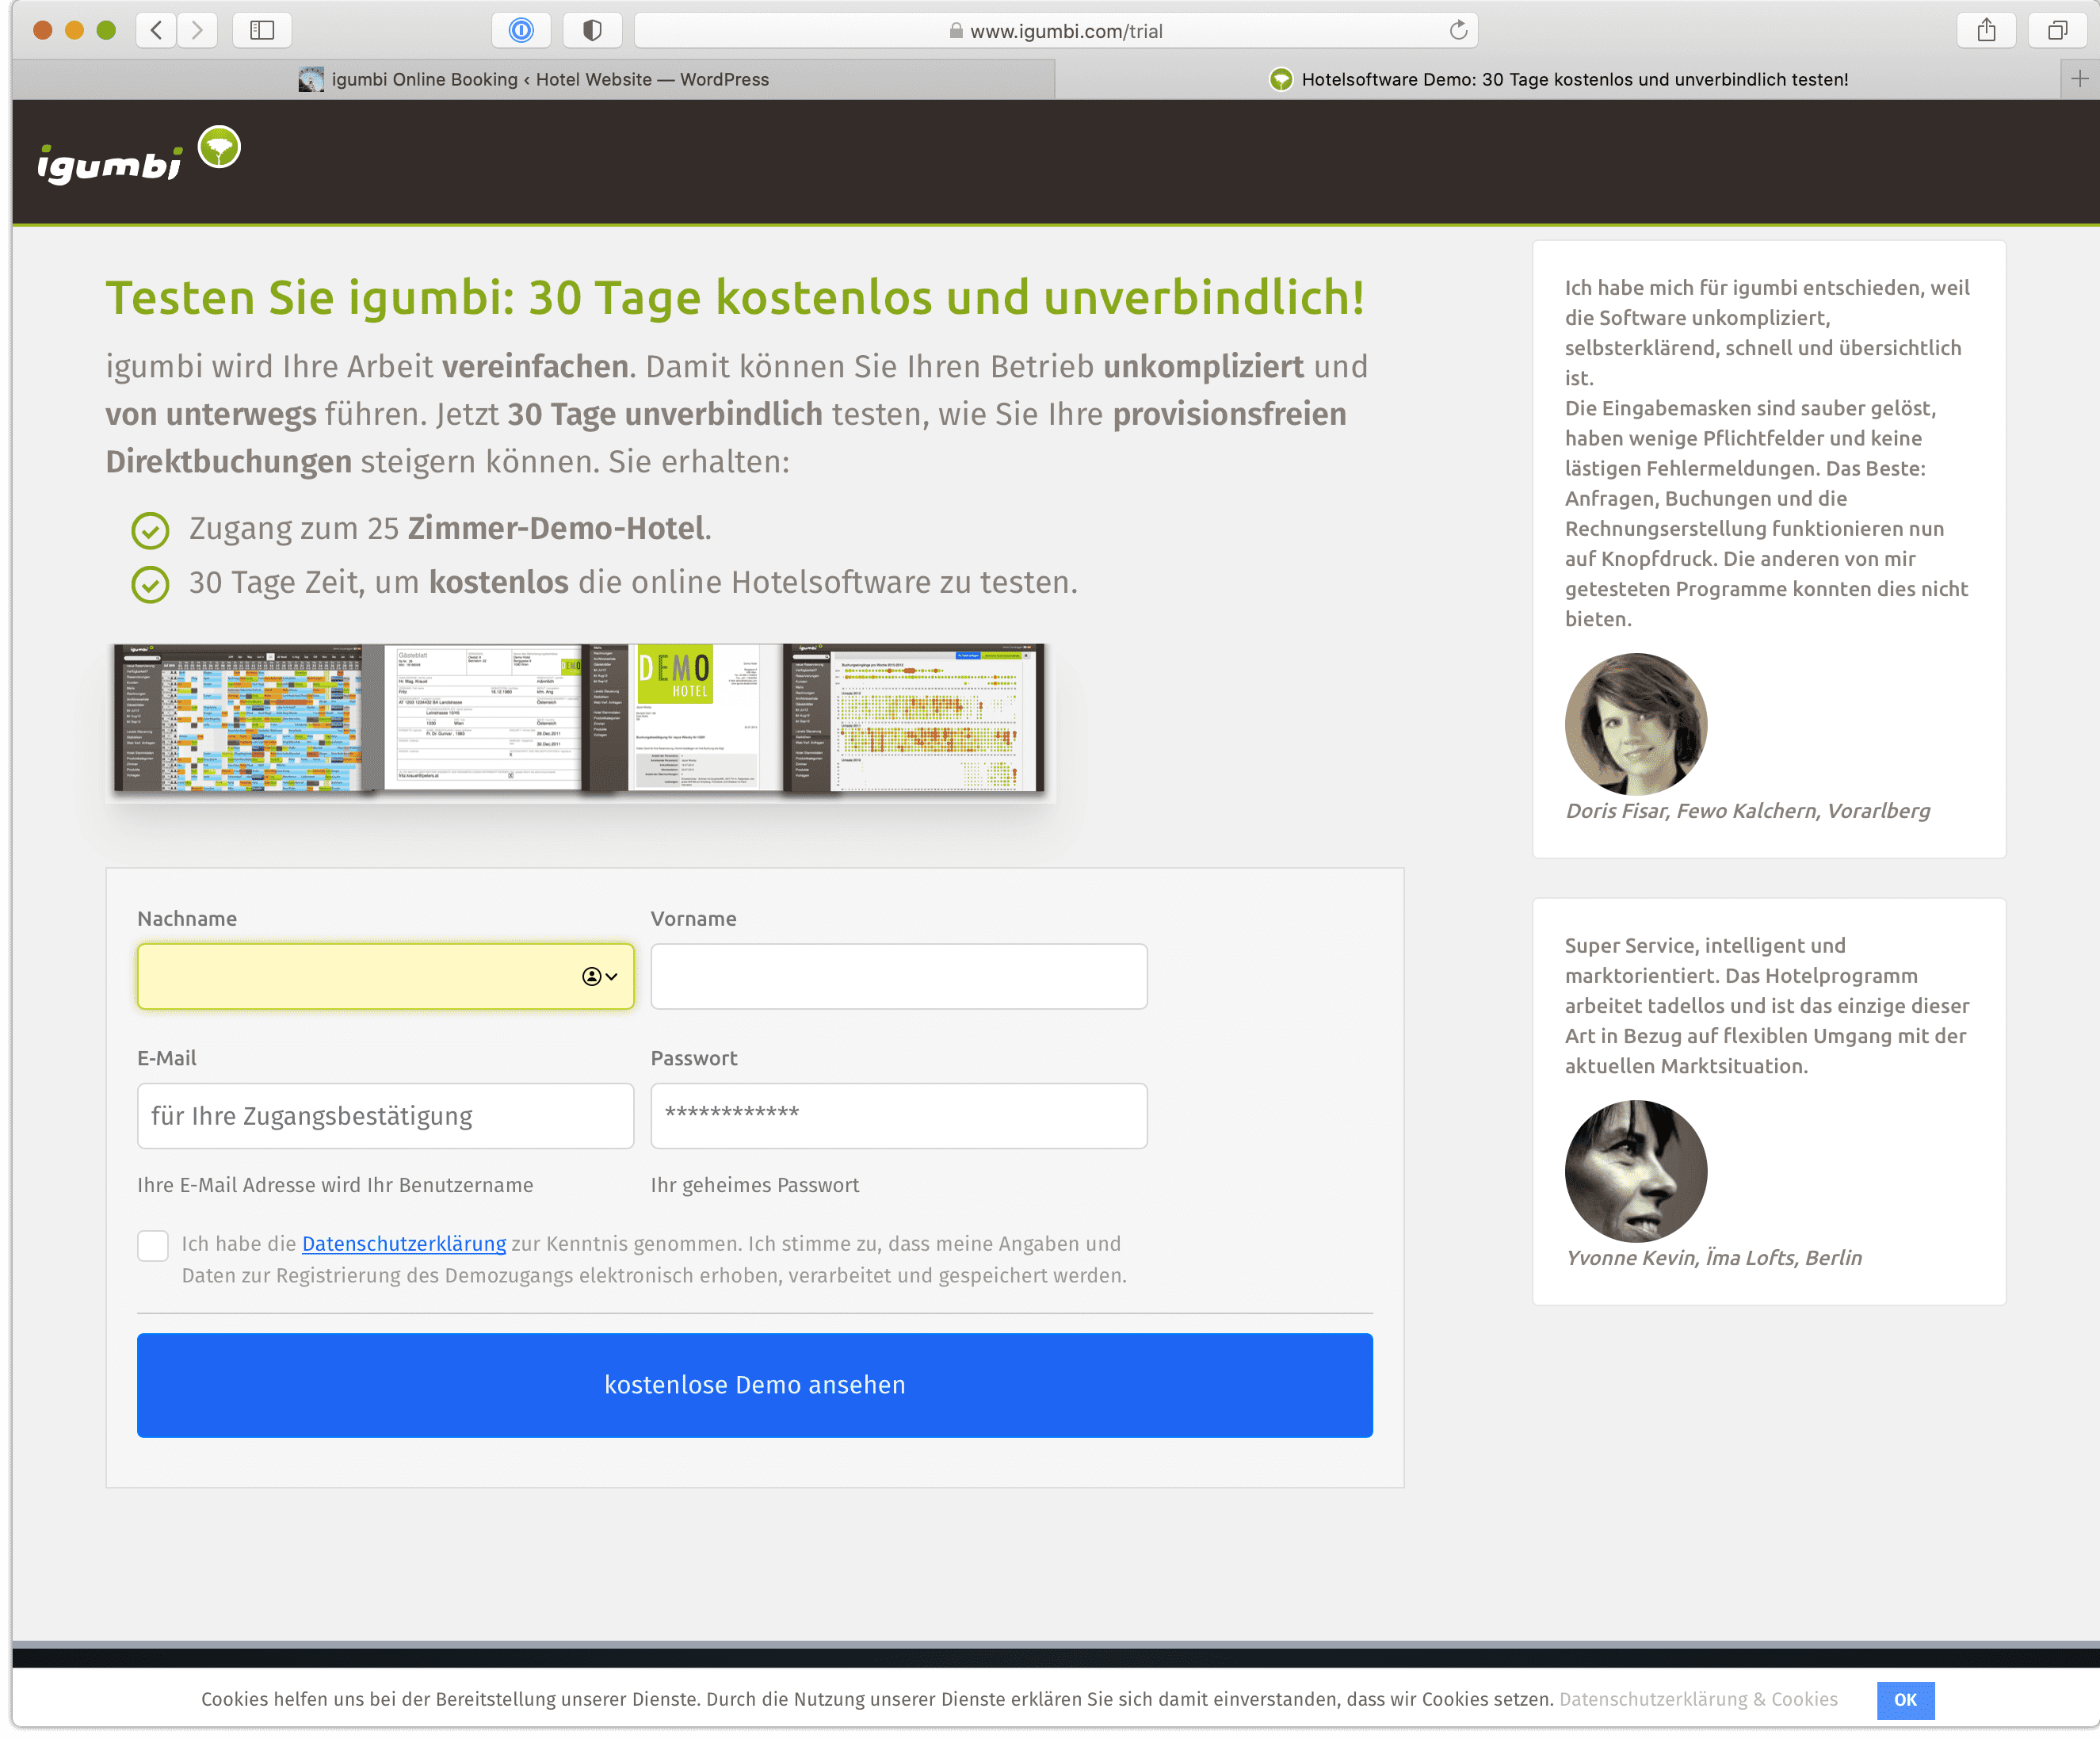 www.igumbi.com/trial
igumbi Online Booking ‹ Hotel Website — WordPress
Hotelsoftware Demo: 30 Tage kostenlos und unverbindlich testen!
igumbi
Testen Sie igumbi: 30 Tage kostenlos und unverbindlich!
igumbi wird Ihre Arbeit vereinfachen. Damit können Sie Ihren Betrieb unkompliziert und
von unterwegs führen. Jetzt 30 Tage unverbindlich testen, wie Sie Ihre provisionsfreien
Direktbuchungen steigern können. Sie erhalten:
Zugang zum 25 Zimmer-Demo-Hotel.
30 Tage Zeit, um kostenlos die online Hotelsoftware zu testen.
igumbi
Gästeblatt
DEMO
HOTEL
igumbi
Nachname
Vorname
E-Mail
Passwort
für Ihre Zugangsbestätigung
************
Ihre E-Mail Adresse wird Ihr Benutzername
Ihr geheimes Passwort
Ich habe die Datenschutzerklärung zur Kenntnis genommen. Ich stimme zu, dass meine Angaben und
Daten zur Registrierung des Demozugangs elektronisch erhoben, verarbeitet und gespeichert werden.
kostenlose Demo ansehen
Ich habe mich für igumbi entschieden, weil
die Software unkompliziert,
selbsterklärend, schnell und übersichtlich
ist.
Die Eingabemasken sind sauber gelöst,
haben wenige Pflichtfelder und keine
lästigen Fehlermeldungen. Das Beste:
Anfragen, Buchungen und die
Rechnungserstellung funktionieren nun
auf Knopfdruck. Die anderen von mir
getesteten Programme konnten dies nicht
bieten.
Doris Fisar, Fewo Kalchern, Vorarlberg
Super Service, intelligent und
marktorientiert. Das Hotelprogramm
arbeitet tadellos und ist das einzige dieser
Art in Bezug auf flexiblen Umgang mit der
aktuellen Marktsituation.
Yvonne Kevin, Ïma Lofts, Berlin
Cookies helfen uns bei der Bereitstellung unserer Dienste. Durch die Nutzung unserer Dienste erklären Sie sich damit einverstanden, dass wir Cookies setzen. Datenschutzerklärung & Cookies
OK